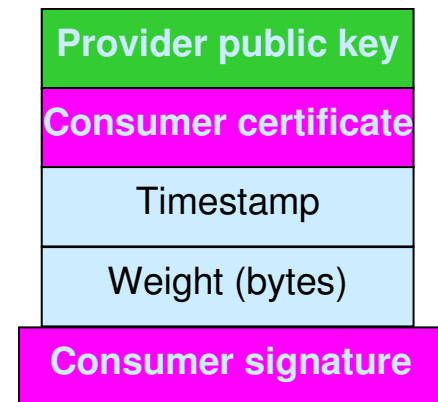 Provider public key
Consumer certificate
Timestamp
Weight (bytes)
Consumer signature